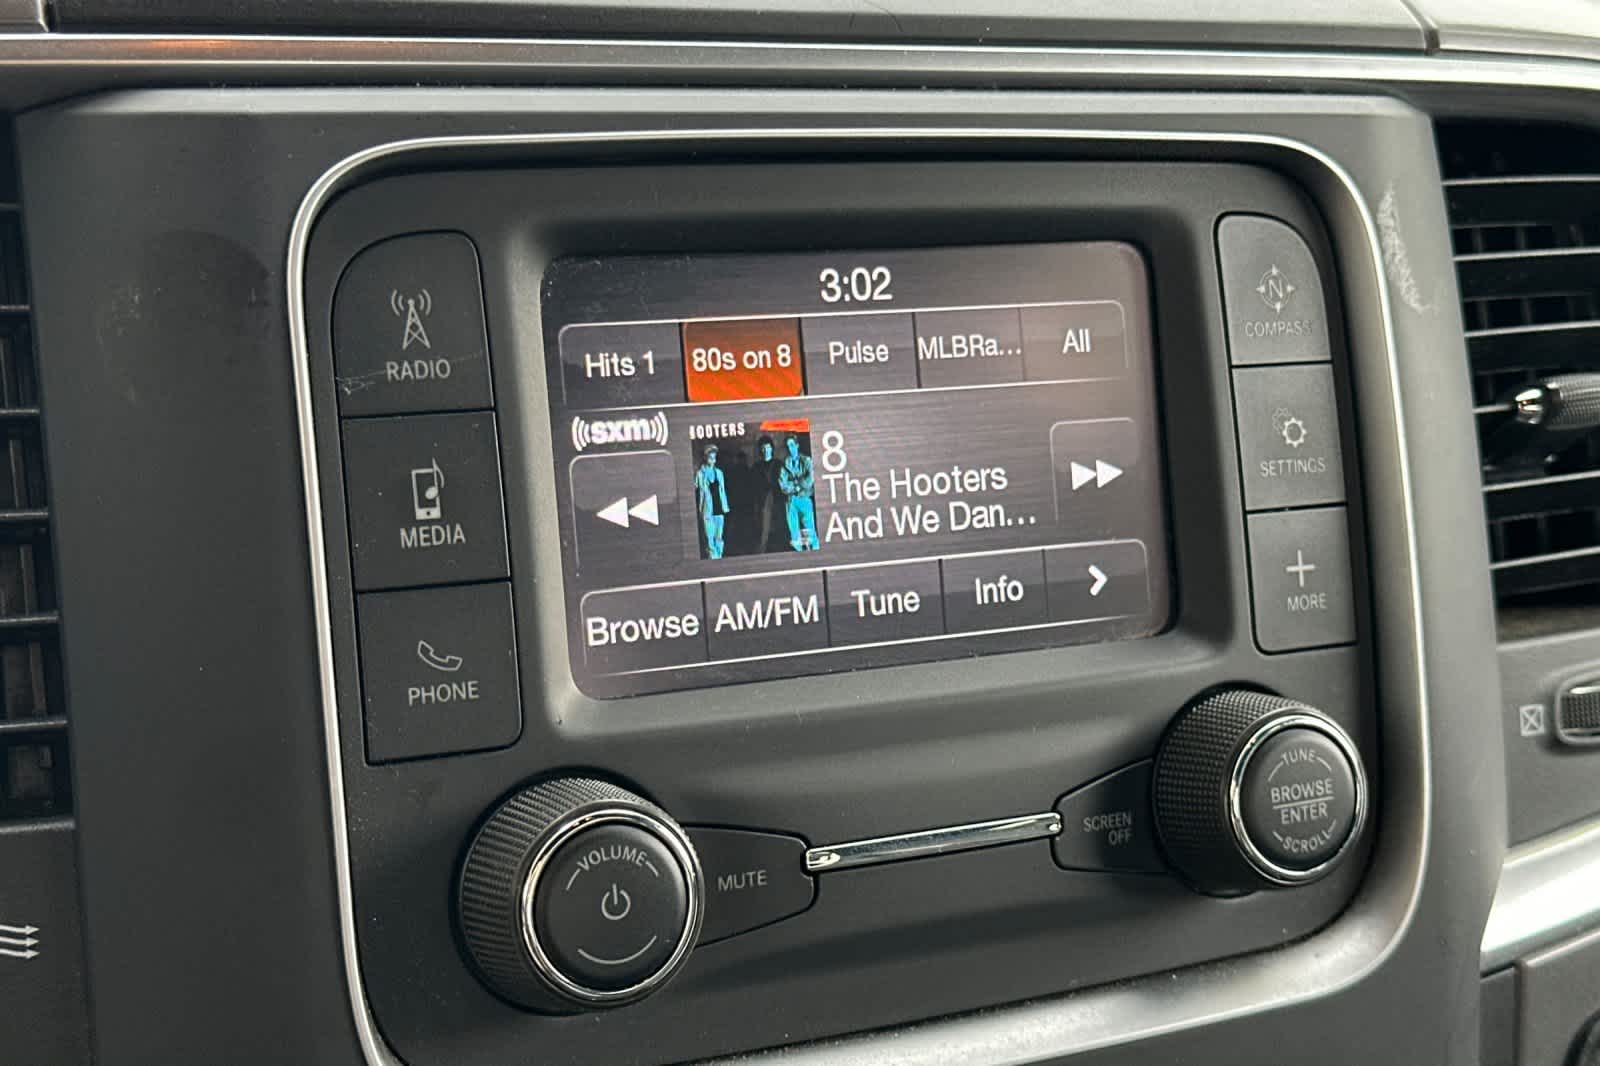 3:02
Hits 1 80s on 8 Pulse MLBRa... All
((sxm))
HOOTERS
8
The Hooters
And We Dan...
Browse AM/FM Tune Info
RADIO
MEDIA
PHONE
COMPASS
SETTINGS
MORE
VOLUME
MUTE
SCREEN
OFF
TUNE
BROWSE
ENTER
SCROLL